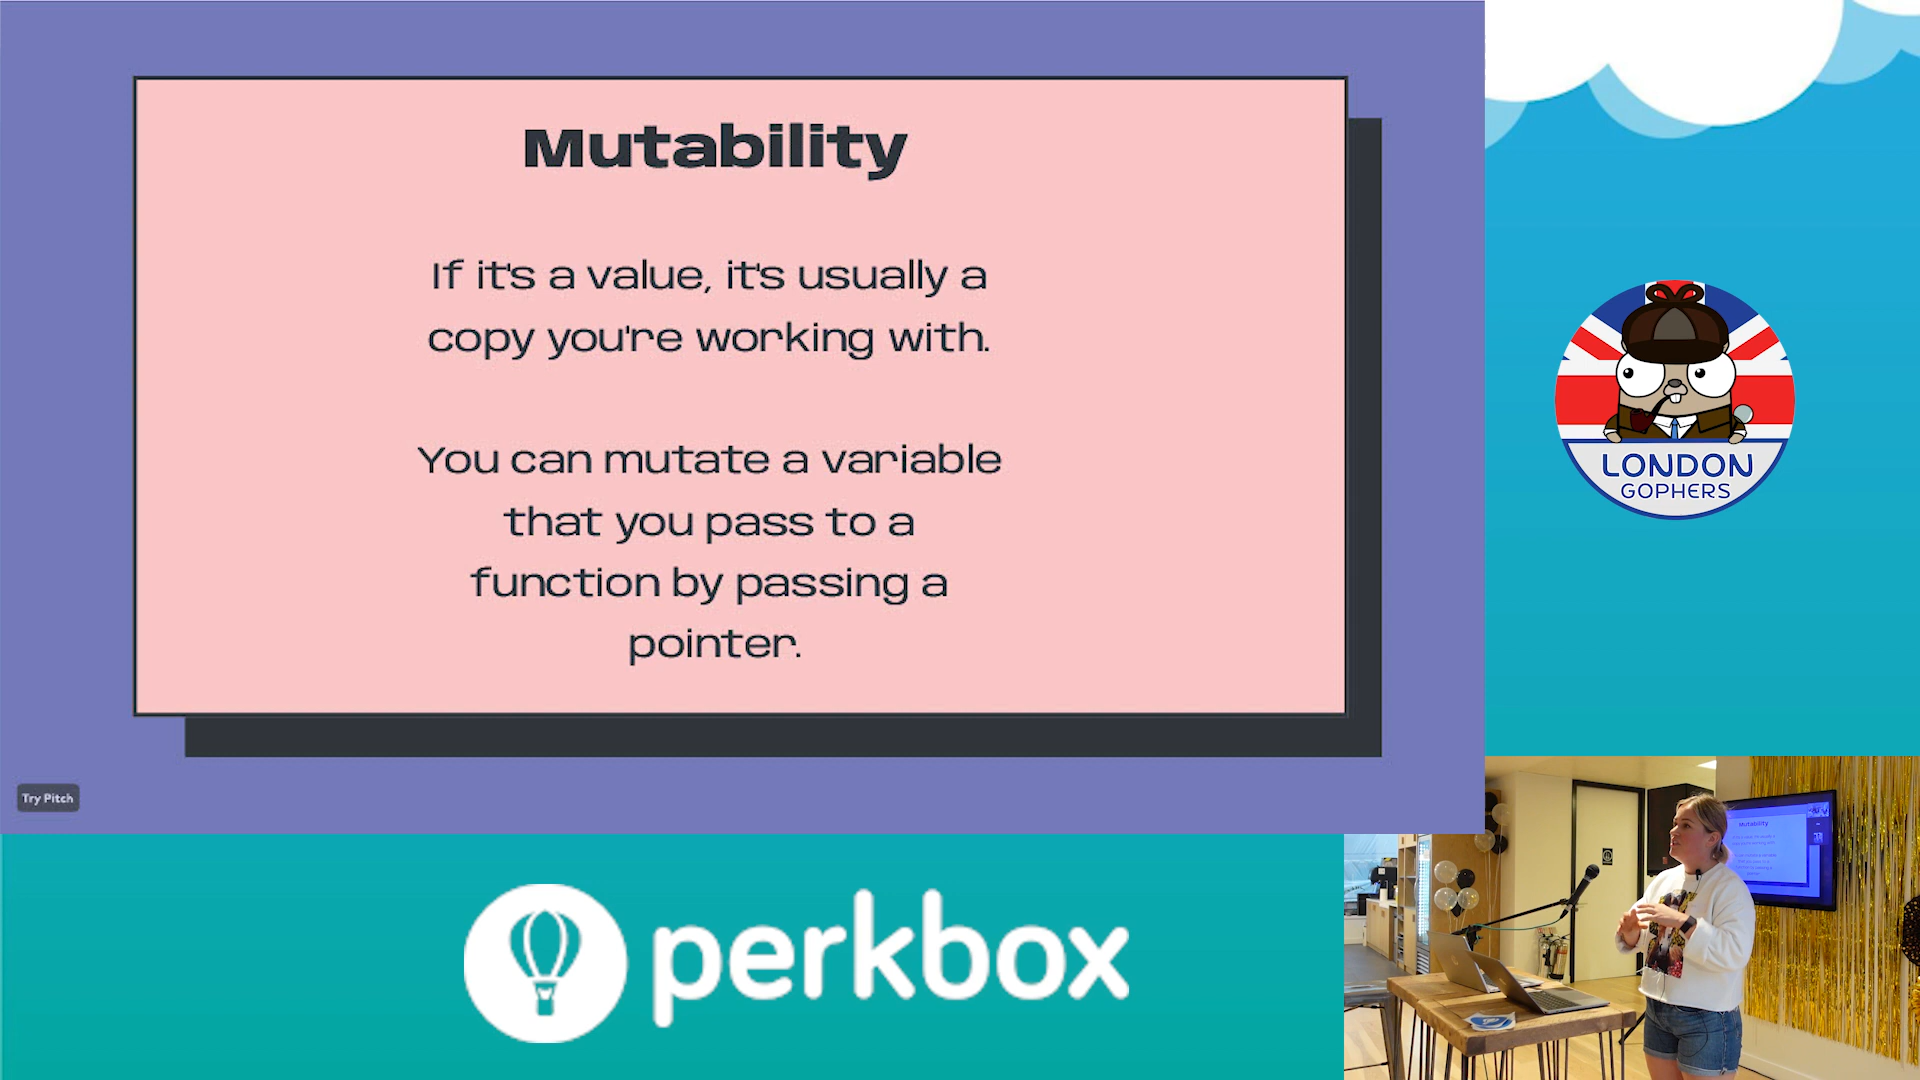 Mutability
If it's a value, it's usually a
copy you're working with.
You can mutate a variable
that you pass to a
function by passing a
pointer.
Try Pitch
LONDON
GOPHERS
perkbox
Mutability